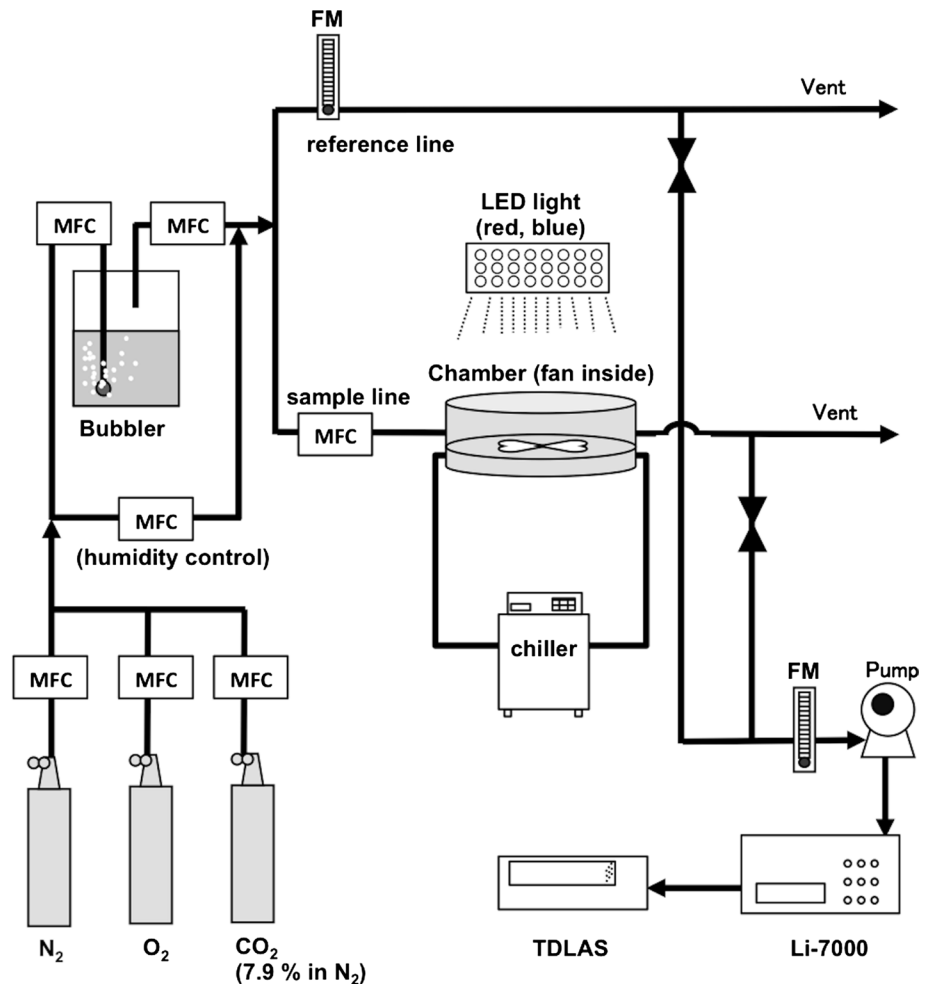 FM
Vent
reference line
LED light
(red, blue)
MFC
MFC
Chamber (fan inside)
sample line
Vent
Bubbler
MFC
MFC
(humidity control)
chiller
MFC
MFC
MFC
FM
Pump
N2
O2
CO2
(7.9 % in N2)
TDLAS
Li-7000